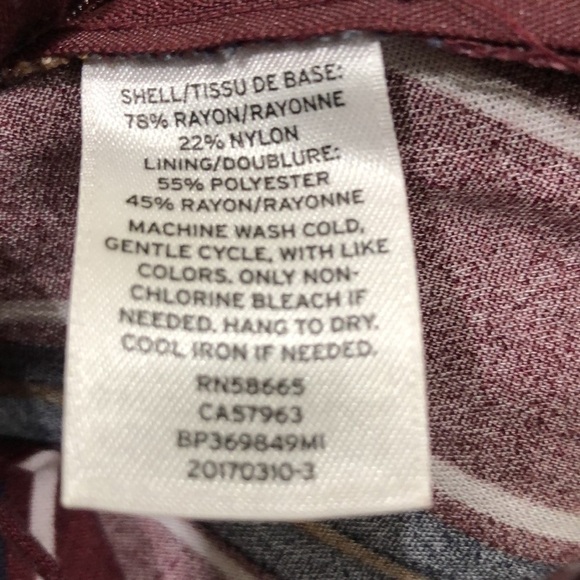 SHELL/TISSU DE BASE:
78% RAYON/RAYONNE
22% NYLON
LINING/DOUBLURE:
55% POLYESTER
45% RAYON/RAYONNE
MACHINE WASH COLD,
GENTLE CYCLE, WITH LIKE
COLORS. ONLY NON-
CHLORINE BLEACH IF
NEEDED. HANG TO DRY.
COOL IRON IF NEEDED.
RN58665
CA57963
BP369849MI
20170310-3